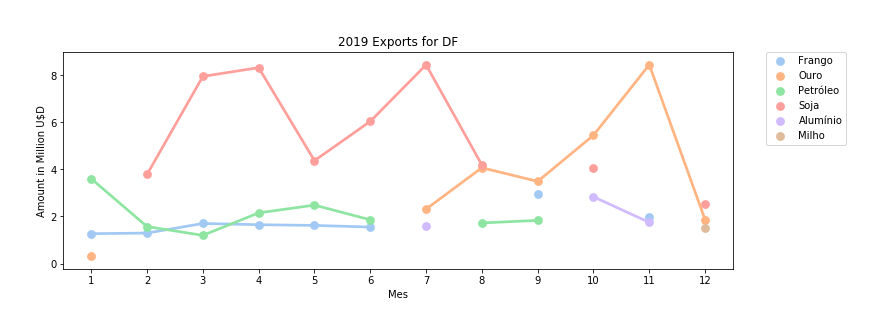 2019 Exports for DF
Amount in Million U$D
8
6
4
2
0
1 2 3 4 5 6 7 8 9 10 11 12
Mes
Frango
Ouro
Petróleo
Soja
Alumínio
Milho